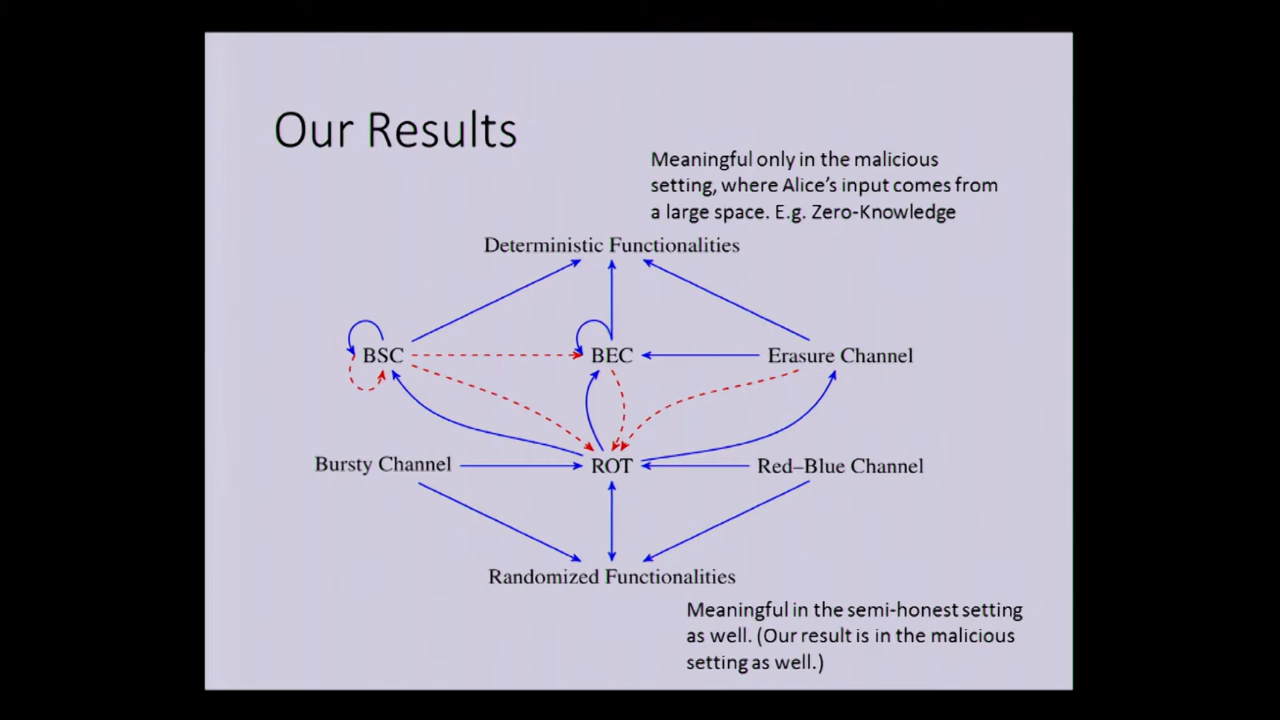 Our Results
Meaningful only in the malicious
setting, where Alice's input comes from
a large space. E.g. Zero-Knowledge
Deterministic Functionalities
BSC
BEC
Erasure Channel
Bursty Channel
ROT
Red–Blue Channel
Randomized Functionalities
Meaningful in the semi-honest setting
as well. (Our result is in the malicious
setting as well.)